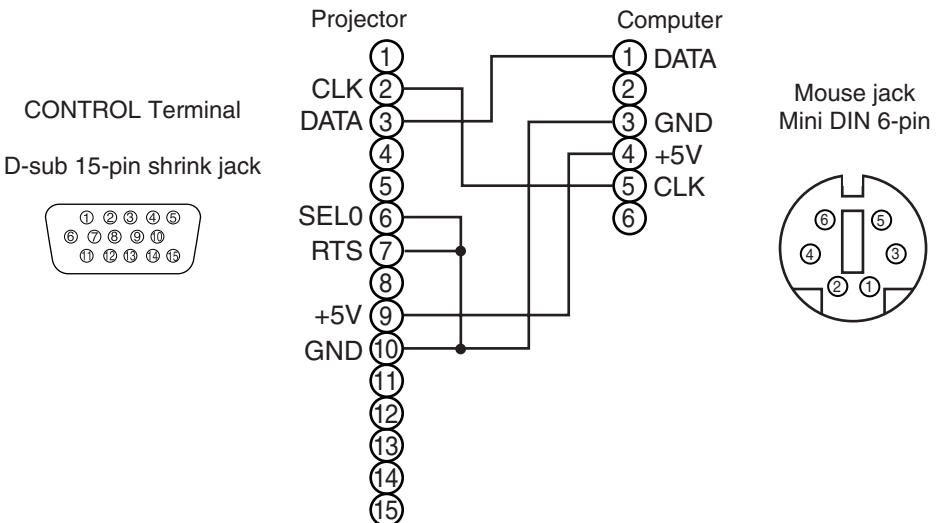 Projector
Computer
CONTROL Terminal
D-sub 15-pin shrink jack
① ② ③ ④ ⑤
⑥ ⑦ ⑧ ⑨ ⑩
⑪ ⑫ ⑬ ⑭ ⑮
①
CLK ②
DATA ③
④
⑤
SEL0 ⑥
RTS ⑦
⑧
+5V ⑨
GND ⑩
⑪
⑫
⑬
⑭
⑮
① DATA
②
③ GND
④ +5V
⑤ CLK
⑥
Mouse jack
Mini DIN 6-pin
⑥ ⑤
④ ③
② ①